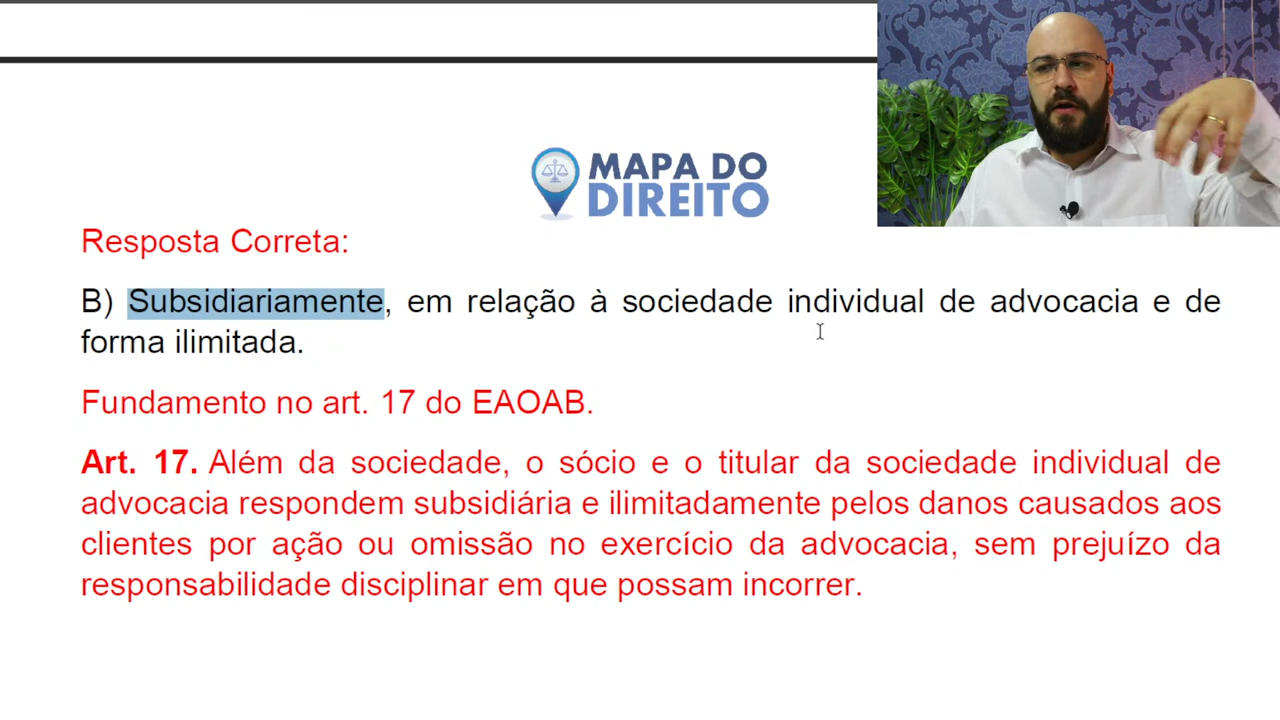 MAPA DO
DIREITO
Resposta Correta:
B) Subsidiariamente, em relação à sociedade individual de advocacia e de
forma ilimitada.
Fundamento no art. 17 do EAOAB.
Art. 17. Além da sociedade, o sócio e o titular da sociedade individual de
advocacia respondem subsidiária e ilimitadamente pelos danos causados aos
clientes por ação ou omissão no exercício da advocacia, sem prejuízo da
responsabilidade disciplinar em que possam incorrer.